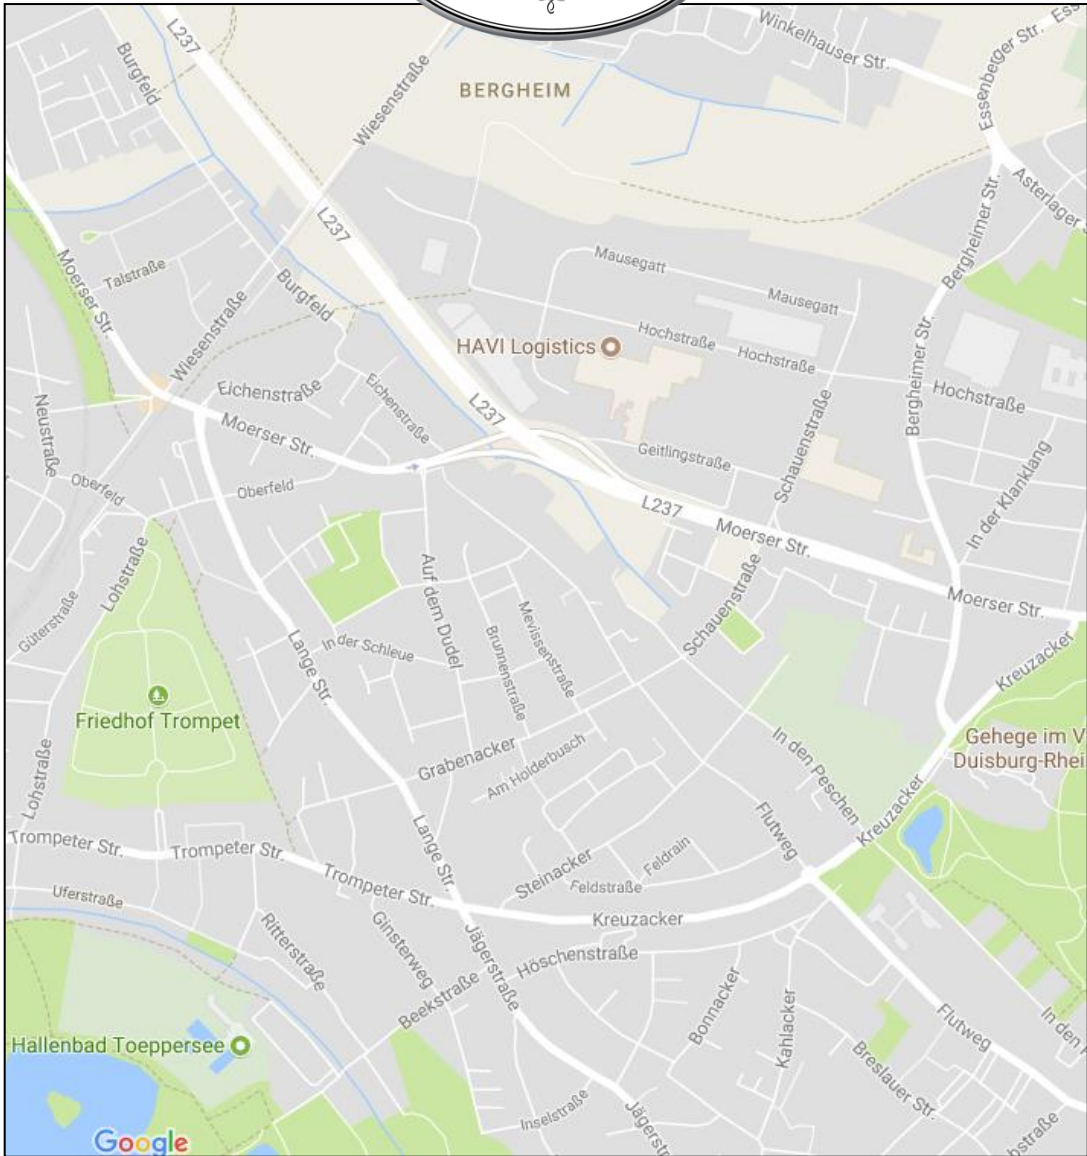 L237
Winkelhauser Str.
Essenberger Str.
Burgfeld
Wiesenstraße
BERGHEIM
Asterlager
Bergheimer Str.
L237
Moerser Str.
Talstraße
Burgfeld
Mausegatt
Mausegatt
Wiesenstraße
HAVI Logistics
Hochstraße
Hochstraße
Bergheimer Str.
Hochstraße
Eichenstraße
Eichenstraße
L237
Neustraße
Moerser Str.
Geitlingstraße
Schauenstraße
In der Klanklang
Oberfeld
Oberfeld
L237
Moerser Str.
Lohstraße
Auf dem Dudel
Schauenstraße
Moerser Str.
Güterstraße
In der Schleue
Mevissenstraße
Brunnenstraße
Lange Str.
Kreuzacker
Friedhof Trompet
Gehege im V
Duisburg-Rhei
Grabenacker
Am Holderbusch
In den Peschen
Lohstraße
Flutweg
Kreuzacker
Trompeter Str.
Trompeter Str.
Lange Str.
Steinacker
Feldrain
Trompeter Str.
Feldstraße
Uferstraße
Kreuzacker
Ritterstraße
Ginsterweg
Jägerstraße
Höschenstraße
Beekstraße
Bonnacker
Kahlacker
Flutweg
In den
Hallenbad Toeppersee
Breslauer Str.
Inselstraße
Jägerstr
bstraße
Google